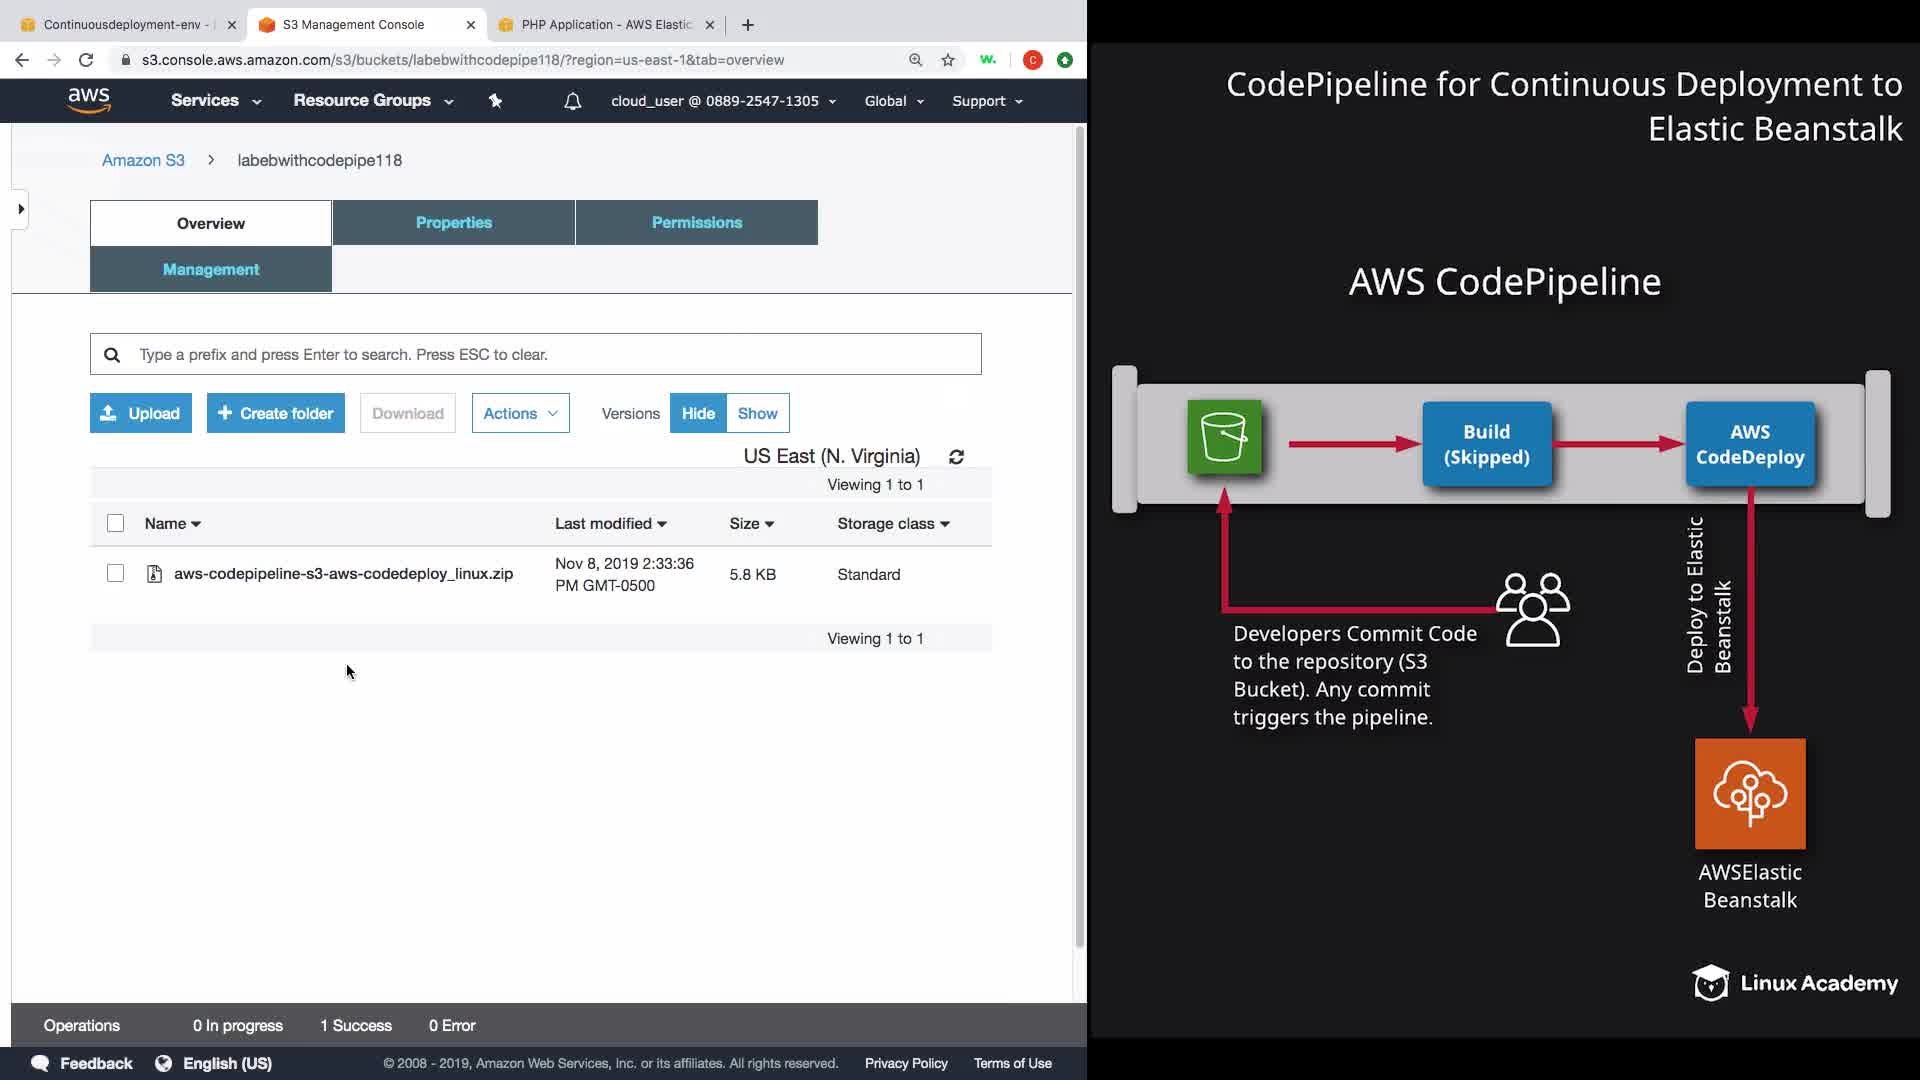 Continuousdeployment-env -
S3 Management Console
PHP Application - AWS Elastic
s3.console.aws.amazon.com/s3/buckets/labebwithcodepipe118/?region=us-east-1&tab=overview
w.
C
aws
Services
Resource Groups
cloud_user @ 0889-2547-1305
Global
Support
Amazon S3
labebwithcodepipe118
Overview
Properties
Permissions
Management
Type a prefix and press Enter to search. Press ESC to clear.
Upload
+ Create folder
Download
Actions
Versions
Hide
Show
US East (N. Virginia)
Viewing 1 to 1
Name
Last modified
Size
Storage class
aws-codepipeline-s3-aws-codedeploy_linux.zip
Nov 8, 2019 2:33:36
PM GMT-0500
5.8 KB
Standard
Viewing 1 to 1
Operations
0 In progress
1 Success
0 Error
Feedback
English (US)
© 2008 - 2019, Amazon Web Services, Inc. or its affiliates. All rights reserved.
Privacy Policy
Terms of Use
CodePipeline for Continuous Deployment to
Elastic Beanstalk
AWS CodePipeline
Build
(Skipped)
AWS
CodeDeploy
Developers Commit Code
to the repository (S3
Bucket). Any commit
triggers the pipeline.
Deploy to Elastic
Beanstalk
AWSElastic
Beanstalk
Linux Academy